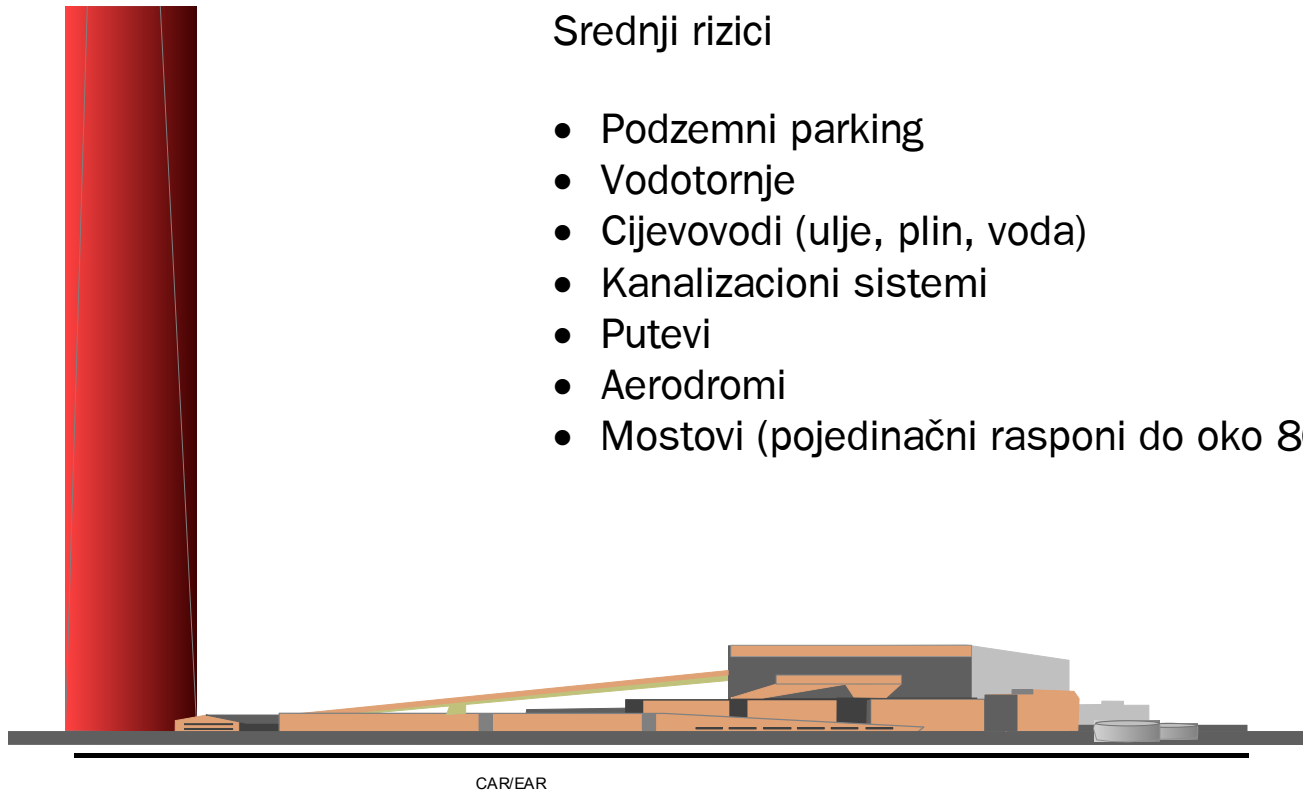 Srednji rizici
• Podzemni parking
• Vodotornje
• Cijevovodi (ulje, plin, voda)
• Kanalizacioni sistemi
• Putevi
• Aerodromi
• Mostovi (pojedinačni rasponi do oko
CAR/EAR